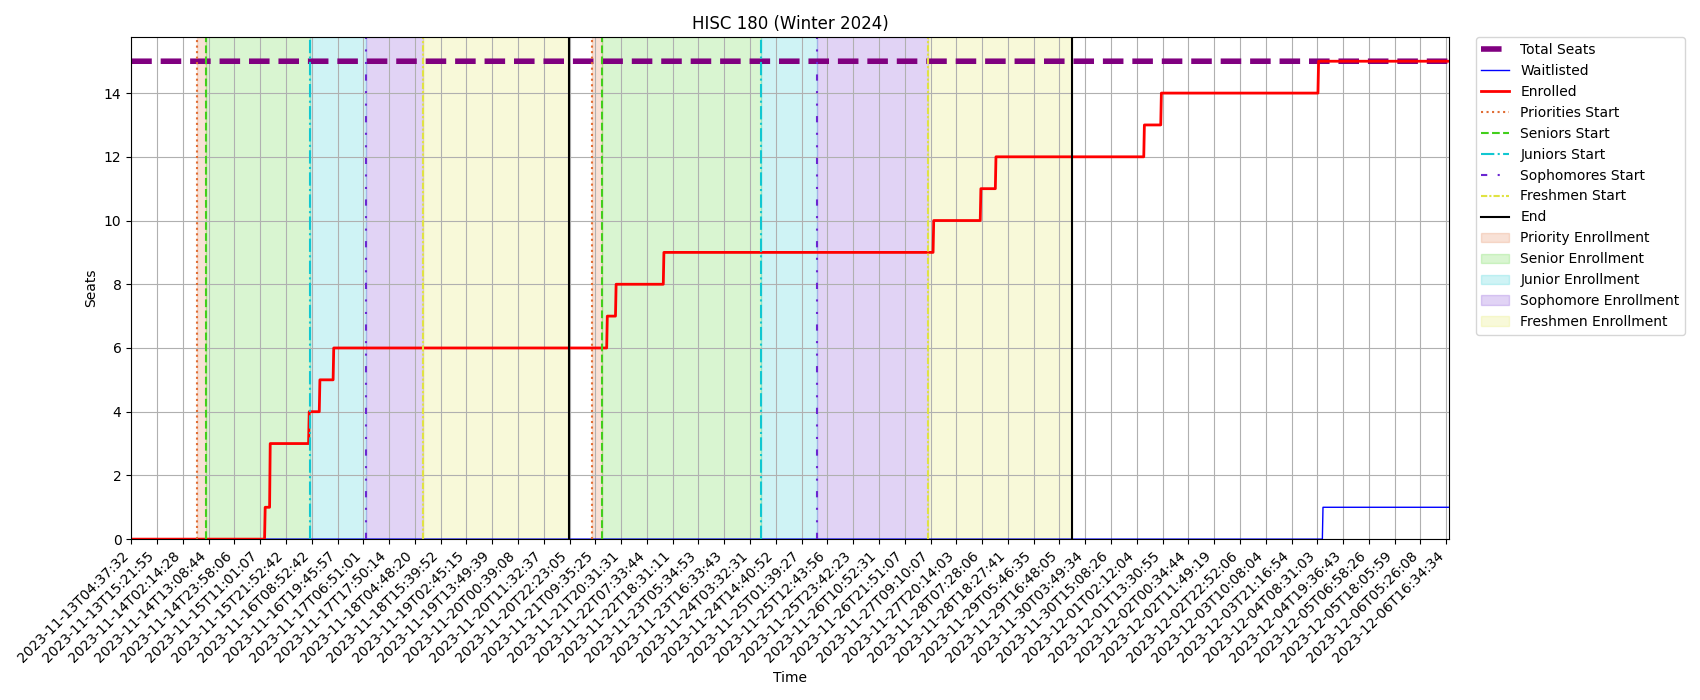 HISC 180 (Winter 2024)
Seats
14
12
10
8
6
4
2
0
2023-11-13T04:37:32
2023-11-13T15:21:55
2023-11-14T02:14:28
2023-11-14T13:08:44
2023-11-14T23:58:06
2023-11-15T11:01:07
2023-11-15T21:52:42
2023-11-16T08:52:42
2023-11-16T19:45:57
2023-11-17T06:51:01
2023-11-17T17:50:14
2023-11-18T04:48:20
2023-11-18T15:39:52
2023-11-19T02:45:15
2023-11-19T13:49:39
2023-11-20T00:39:08
2023-11-20T11:32:37
2023-11-20T22:23:05
2023-11-21T09:35:25
2023-11-21T20:31:31
2023-11-22T07:33:44
2023-11-22T18:31:11
2023-11-23T05:34:53
2023-11-23T16:33:43
2023-11-24T03:32:31
2023-11-24T14:40:52
2023-11-25T01:39:27
2023-11-25T12:43:56
2023-11-25T23:42:23
2023-11-26T10:52:31
2023-11-26T21:51:07
2023-11-27T09:10:07
2023-11-27T20:14:03
2023-11-28T07:28:06
2023-11-28T18:27:41
2023-11-29T05:46:35
2023-11-29T16:48:05
2023-11-30T03:49:34
2023-11-30T15:08:26
2023-12-01T02:12:04
2023-12-01T13:30:55
2023-12-02T00:34:44
2023-12-02T11:49:19
2023-12-02T22:52:06
2023-12-03T10:08:04
2023-12-03T21:16:54
2023-12-04T08:31:03
2023-12-04T19:36:43
2023-12-05T06:58:26
2023-12-05T18:05:59
2023-12-06T05:26:08
2023-12-06T16:34:34
Time
Total Seats
Waitlisted
Enrolled
Priorities Start
Seniors Start
Juniors Start
Sophomores Start
Freshmen Start
End
Priority Enrollment
Senior Enrollment
Junior Enrollment
Sophomore Enrollment
Freshmen Enrollment